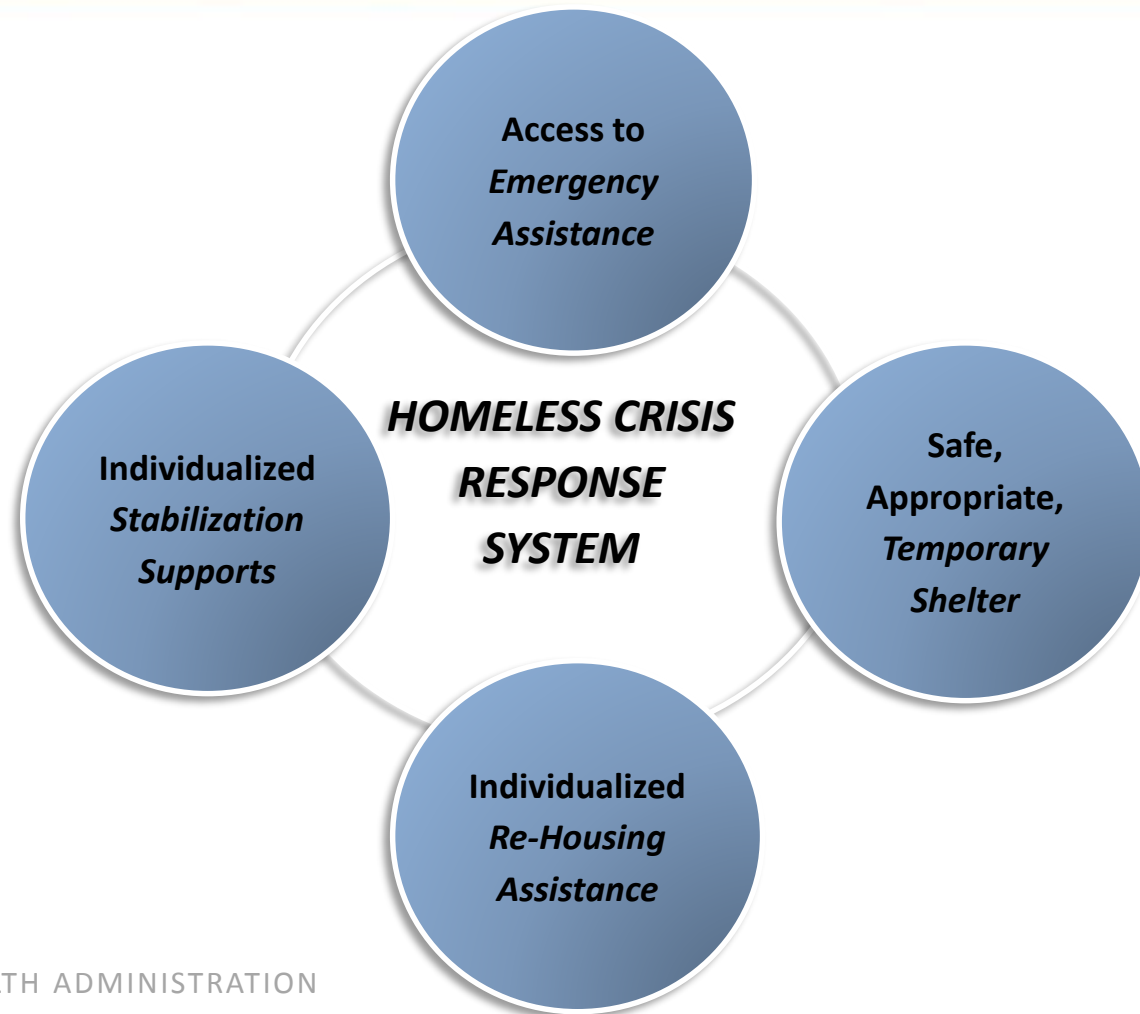 Access to
Emergency
Assistance
HOMELESS CRISIS
RESPONSE
SYSTEM
Individualized
Stabilization
Supports
Safe,
Appropriate,
Temporary
Shelter
Individualized
Re-Housing
Assistance
ADMINISTRATION